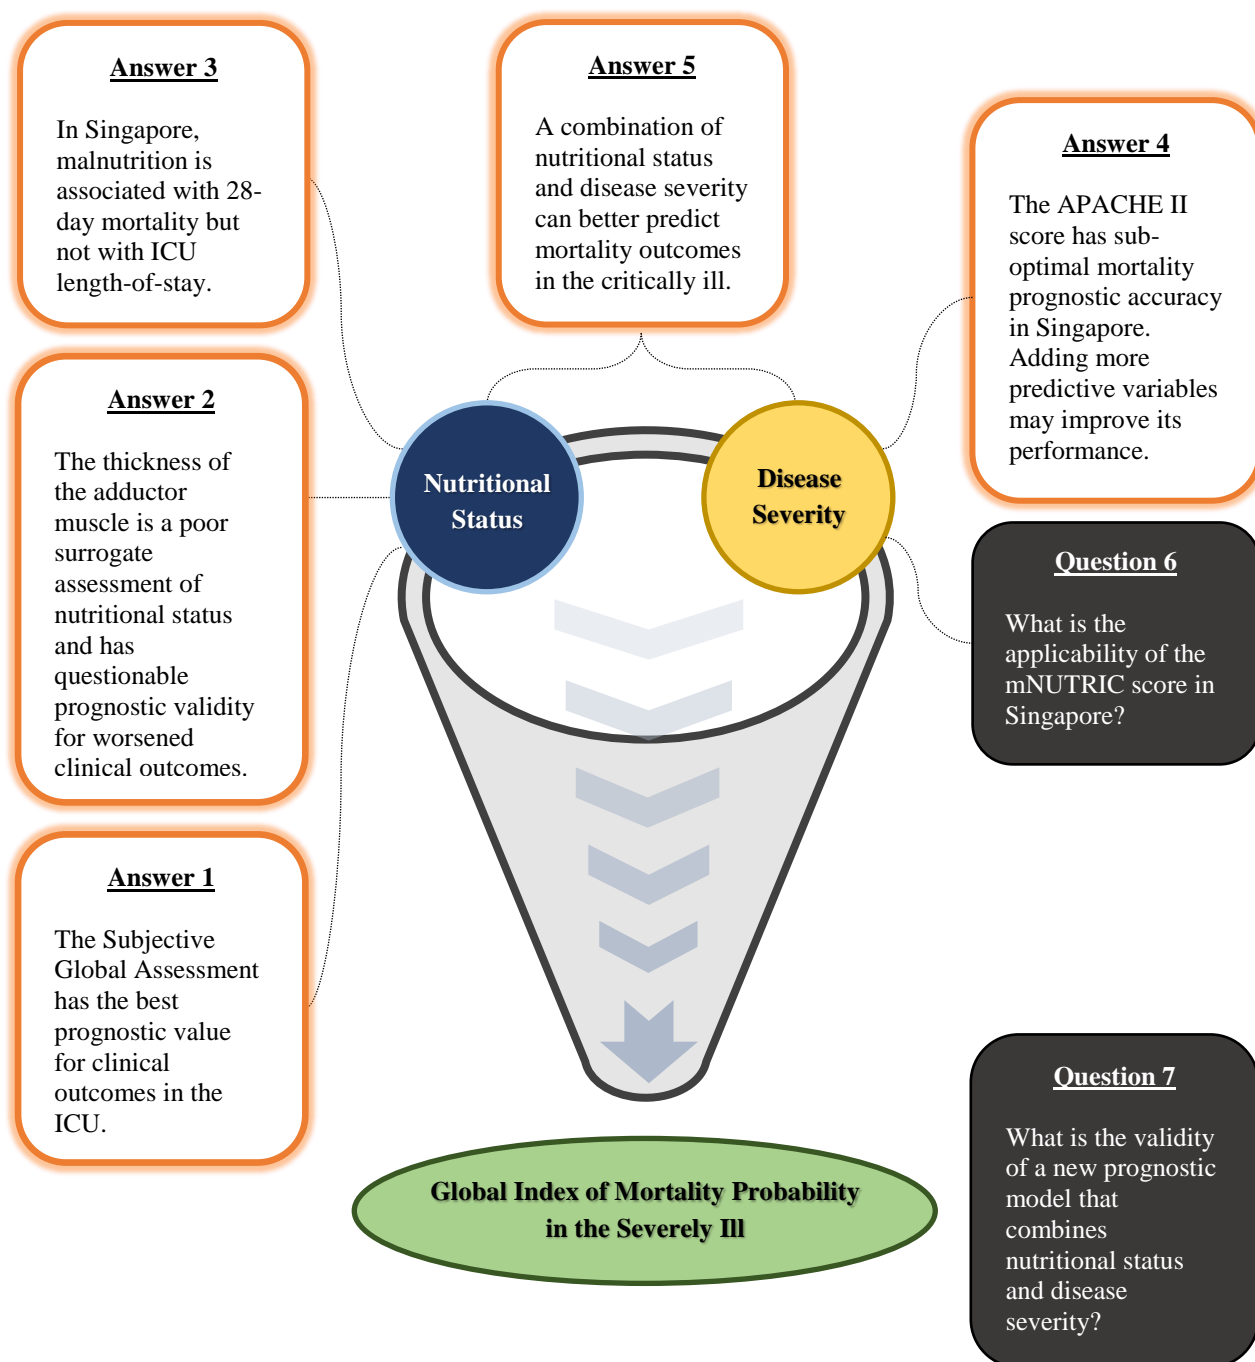 Answer 3
In Singapore,
malnutrition is
associated with 28-
day mortality but
not with ICU
length-of-stay.
Answer 5
A combination of
nutritional status
and disease severity
can better predict
mortality outcomes
in the critically ill.
Answer 4
The APACHE II
score has sub-
optimal mortality
prognostic accuracy
in Singapore.
Adding more
predictive variables
may improve its
performance.
Answer 2
The thickness of
the adductor
muscle is a poor
surrogate
assessment of
nutritional status
and has
questionable
prognostic validity
for worsened
clinical outcomes.
Nutritional
Status
Disease
Severity
Question 6
What is the
applicability of the
mNUTRIC score in
Singapore?
Answer 1
The Subjective
Global Assessment
has the best
prognostic value
for clinical
outcomes in the
ICU.
Global Index of Mortality Probability
in the Severely Ill
Question 7
What is the validity
of a new prognostic
model that
combines
nutritional status
and disease
severity?